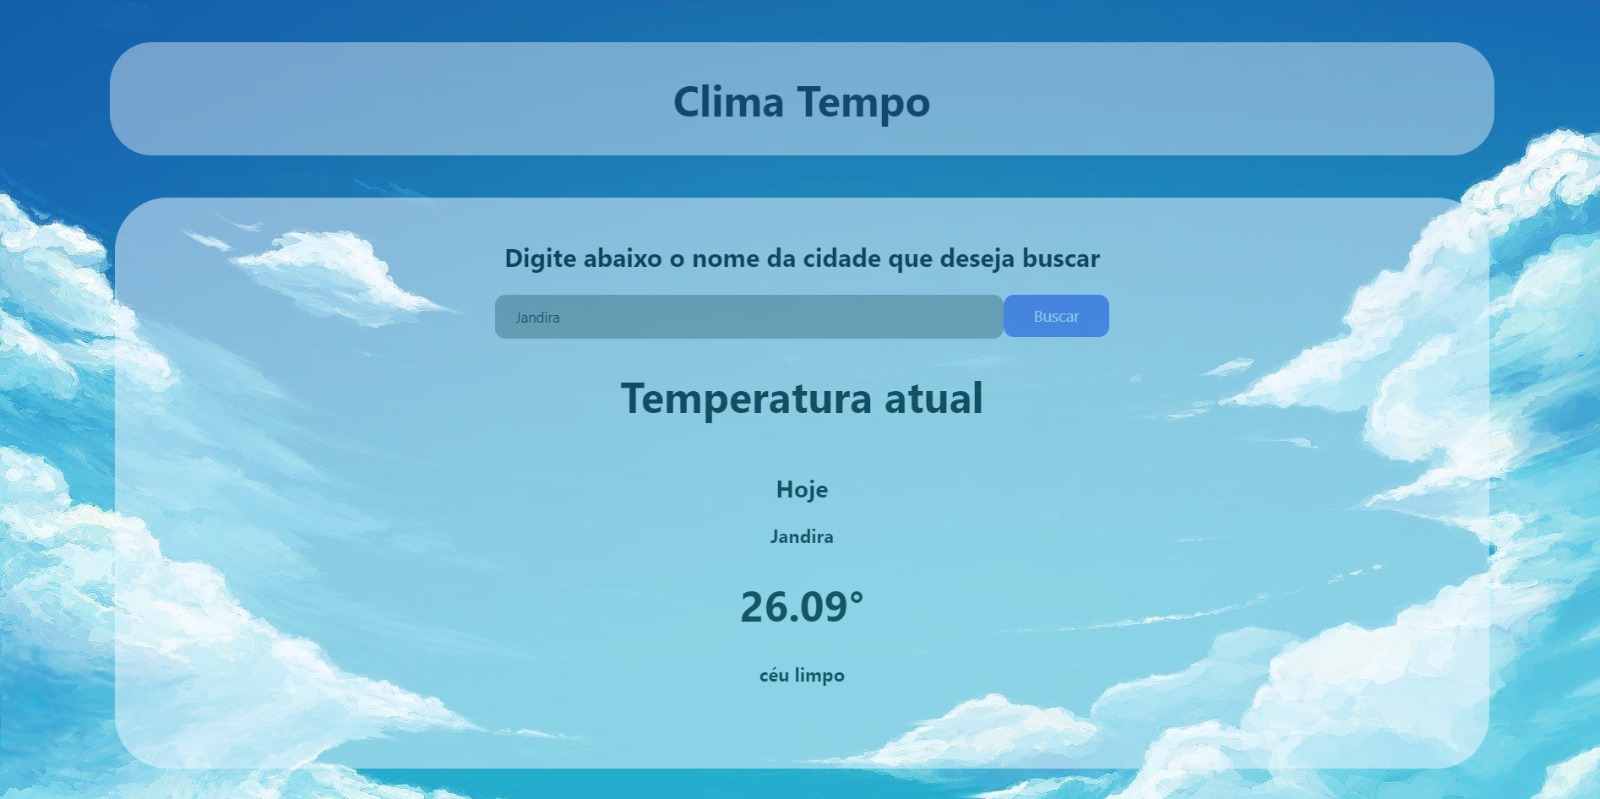 Clima Tempo
Digite abaixo o nome da cidade que deseja buscar
Jandira
Buscar
Temperatura atual
Hoje
Jandira
26.09°
céu limpo